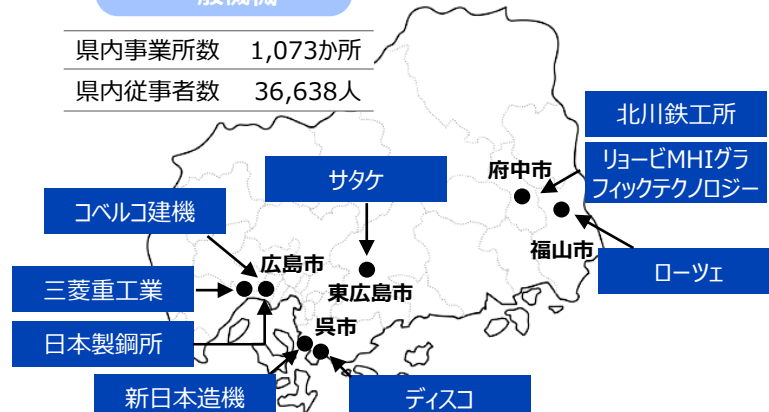 般機械
県内事業所数 1,073か所
県内従事者数 36,638人
北川鉄工所
リョービMHIグラ
フィックテクノロジー
府中市
サタケ
コベルコ建機
福山市
ローツェ
広島市
三菱重工業
東広島市
日本製鋼所
呉市
新日本造機
ディスコ